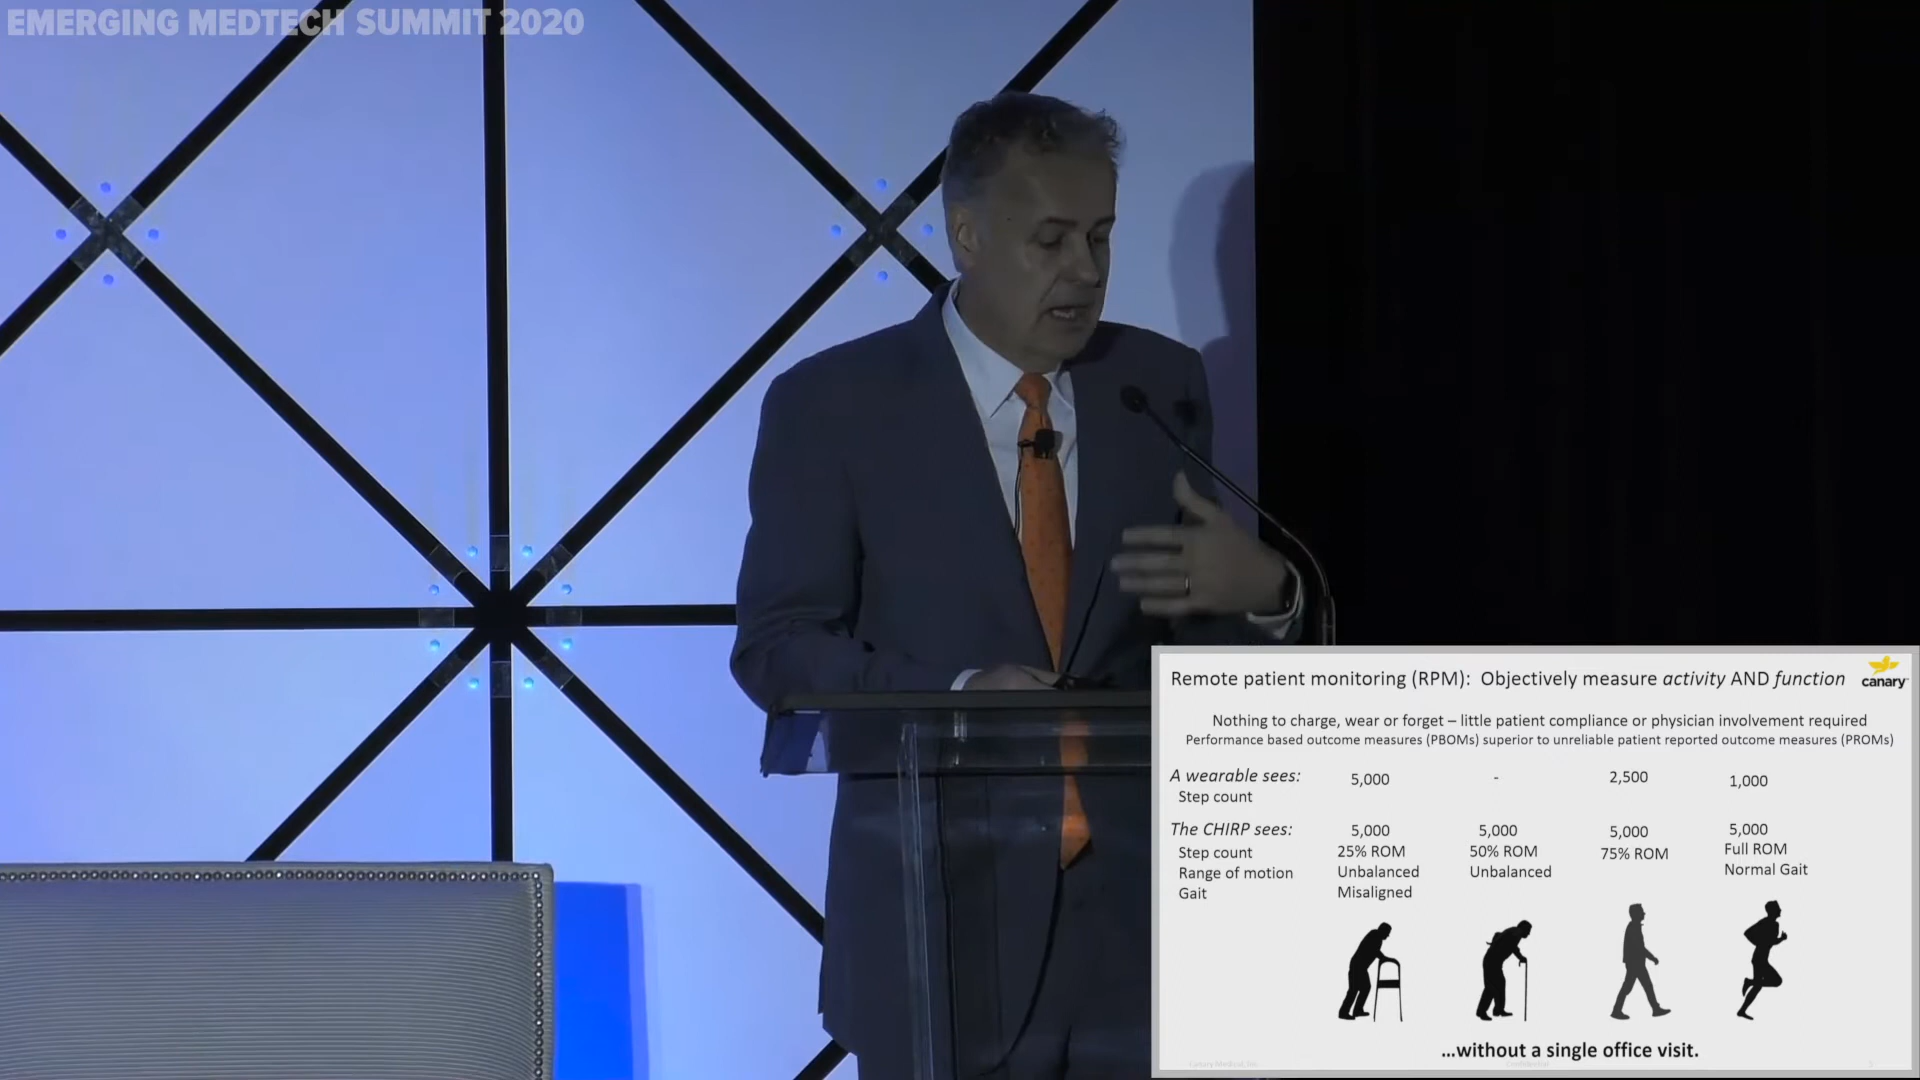 EMERGING MEDTECH SUMMIT 2020
Remote patient monitoring (RPM): Objectively measure activity AND function
canary
Nothing to charge, wear or forget – little patient compliance or physician involvement required
Performance based outcome measures (PBOMs) superior to unreliable patient reported outcome measures (PROMs)
A wearable sees: 5,000 - 2,500 1,000
Step count
The CHIRP sees: 5,000 5,000 5,000 5,000
Step count 25% ROM 50% ROM 75% ROM Full ROM
Range of motion Unbalanced Unbalanced Normal Gait
Gait Misaligned
...without a single office visit.